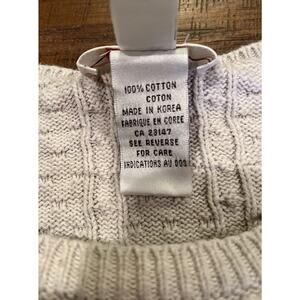 100% COTTON
COTON
MADE IN KOREA
FABRIQUE EN COREE
CA 23147
SEE REVERSE
FOR CARE
INDICATIONS AU DOS